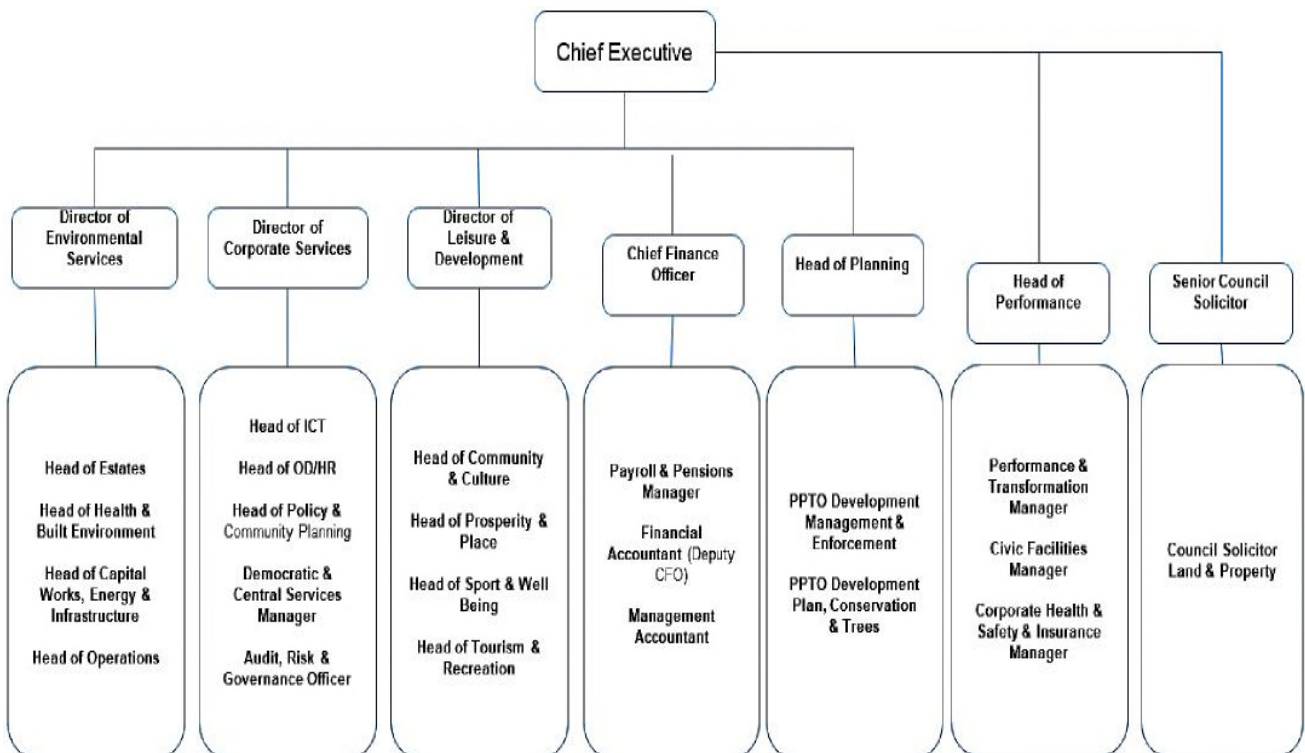 Chief Executive
Director of
Environmental
Services
Director of
Corporate Services
Director of
Leisure &
Development
Chief Finance
Officer
Head of Planning
Head of
Performance
Senior Council
Solicitor
Head of Estates
Head of Health &
Built Environment
Head of Capital
Works, Energy &
Infrastructure
Head of Operations
Head of ICT
Head of OD/HR
Head of Policy &
Community Planning
Democratic &
Central Services
Manager
Audit, Risk &
Governance Officer
Head of Community
& Culture
Head of Prosperity &
Place
Head of Sport & Well
Being
Head of Tourism &
Recreation
Payroll & Pensions
Manager
Financial
Accountant (Deputy
CFO)
Management
Accountant
PPTO Development
Management &
Enforcement
PPTO Development
Plan, Conservation
& Trees
Performance &
Transformation
Manager
Civic Facilities
Manager
Corporate Health &
Safety & Insurance
Manager
Council Solicitor
Land & Property